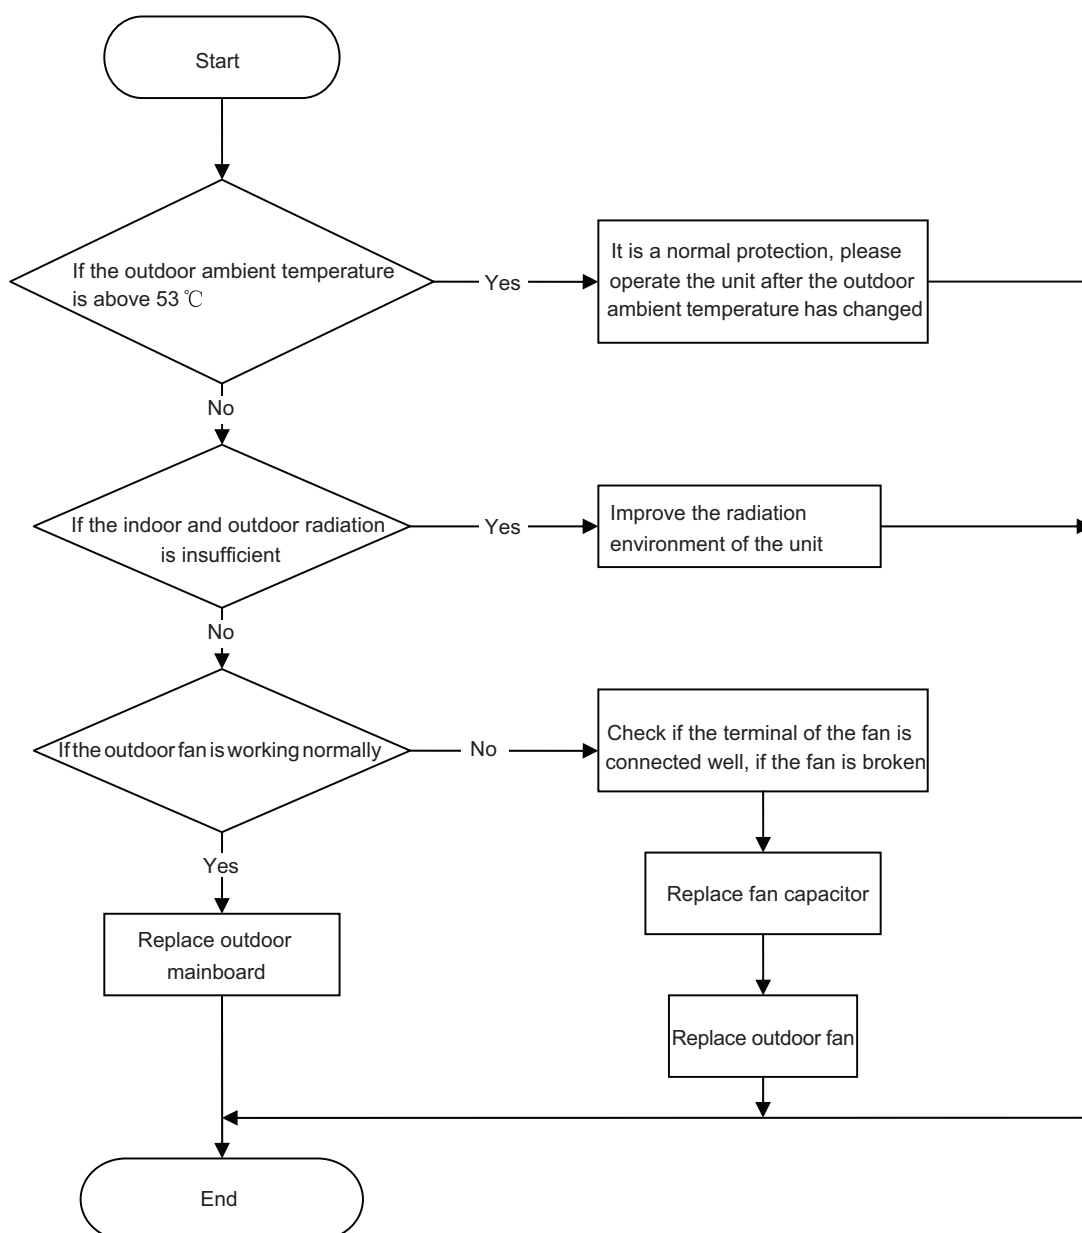 Start
If the outdoor ambient temperature
is above 53 ℃
Yes
It is a normal protection, please
operate the unit after the outdoor
ambient temperature has changed
No
If the indoor and outdoor radiation
is insufficient
Yes
Improve the radiation
environment of the unit
No
If the outdoor fan is working normally
No
Check if the terminal of the fan is
connected well, if the fan is broken
Yes
Replace fan capacitor
Replace outdoor
mainboard
Replace outdoor fan
End